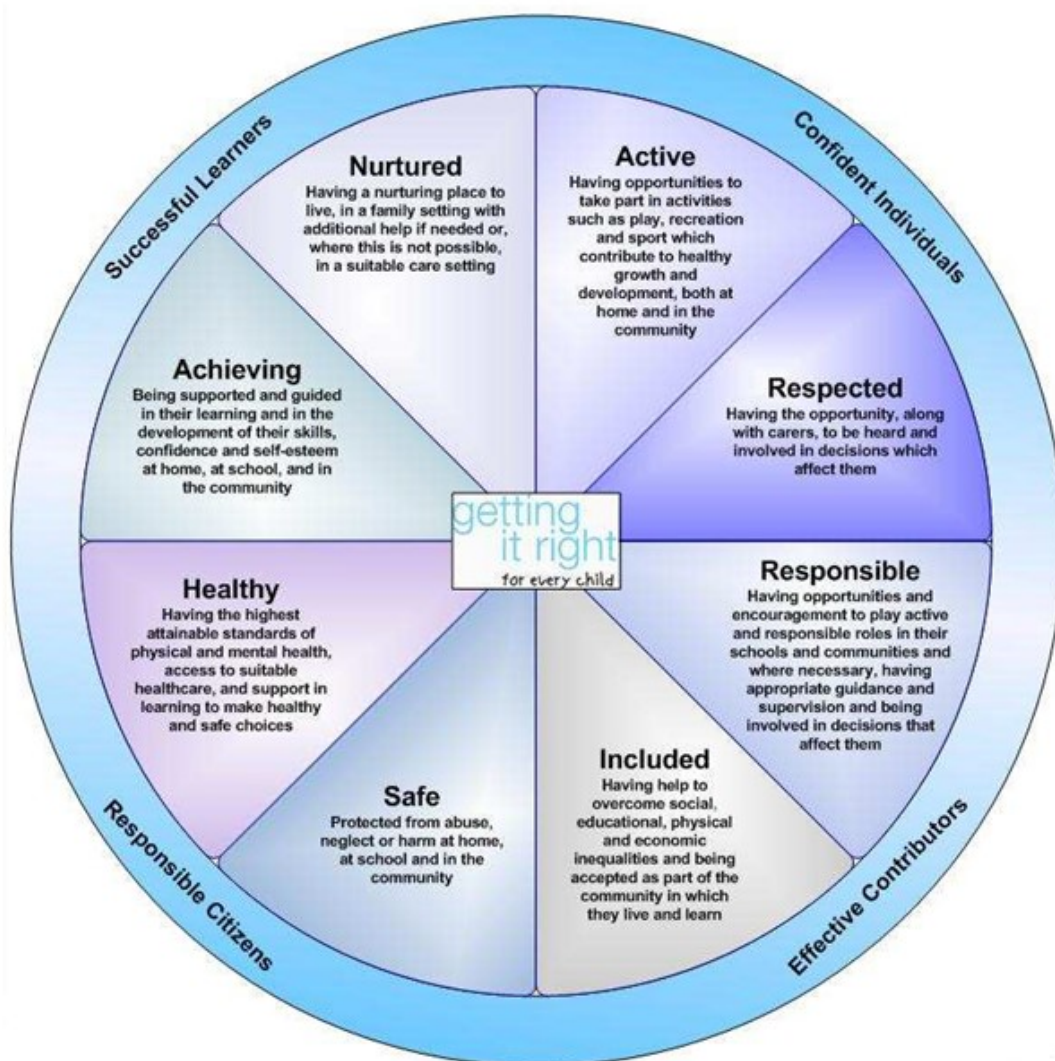 Successful Learners
Confident Individuals
Nurtured
Having a nurturing place to
live, in a family setting with
additional help if needed or,
where this is not possible,
in a suitable care setting
Active
Having opportunities to
take part in activities
such as play, recreation
and sport which
contribute to healthy
growth and
development, both at
home and in the
community
Achieving
Being supported and guided
in their learning and in the
development of their skills,
confidence and self-esteem
at home, at school, and in
the community
Respected
Having the opportunity, along
with carers, to be heard and
involved in decisions which
affect them
getting
it right
for every child
Healthy
Having the highest
attainable standards of
physical and mental health,
access to suitable
healthcare, and support in
learning to make healthy
and safe choices
Responsible
Having opportunities and
encouragement to play active
and responsible roles in their
schools and communities and
where necessary, having
appropriate guidance and
supervision and being
involved in decisions that
affect them
Safe
Protected from abuse,
neglect or harm at home,
at school and in the
community
Included
Having help to
overcome social,
educational, physical
and economic
inequalities and being
accepted as part of the
community in which
they live and learn
Responsible Citizens
Effective Contributors